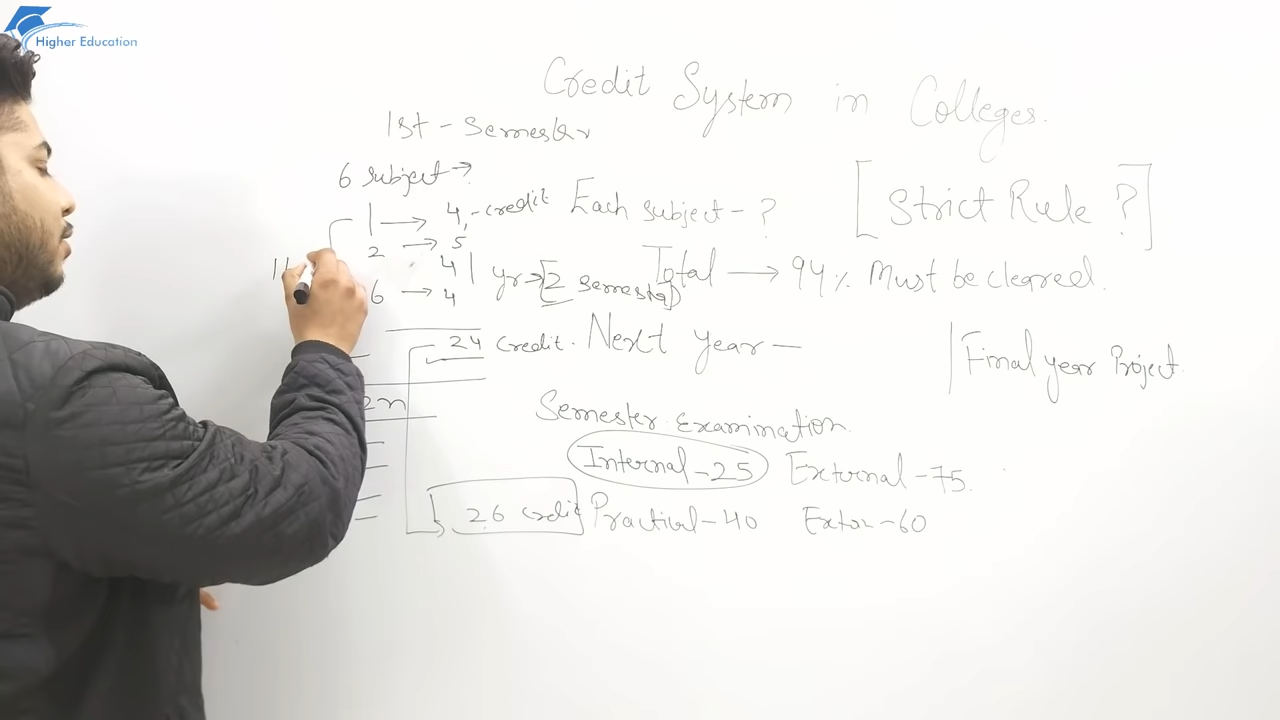 Higher Education
Credit System in Colleges.
1st - Semester
6 subject → ?
1 → 4 - credit Each subject - ? [Strict Rule ?]
2 → 5
4 | yr → [2 semester] Total → 94% Must be cleared.
6 → 4
24 credit. Next year — | Final year Project.
2n
Semester Examination.
Internal - 25 External - 75.
26 credit Practical - 40 - 60